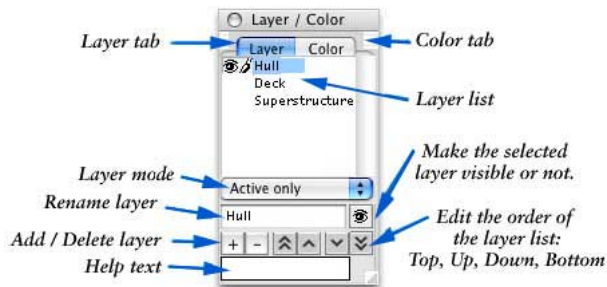 Layer / Color
Layer tab
Color tab
Layer Color
Hull
Deck
Superstructure
Layer list
Layer mode
Active only
Make the selected
layer visible or not.
Rename layer
Hull
Add / Delete layer
+ -
Edit the order of
the layer list:
Top, Up, Down, Bottom
Help text